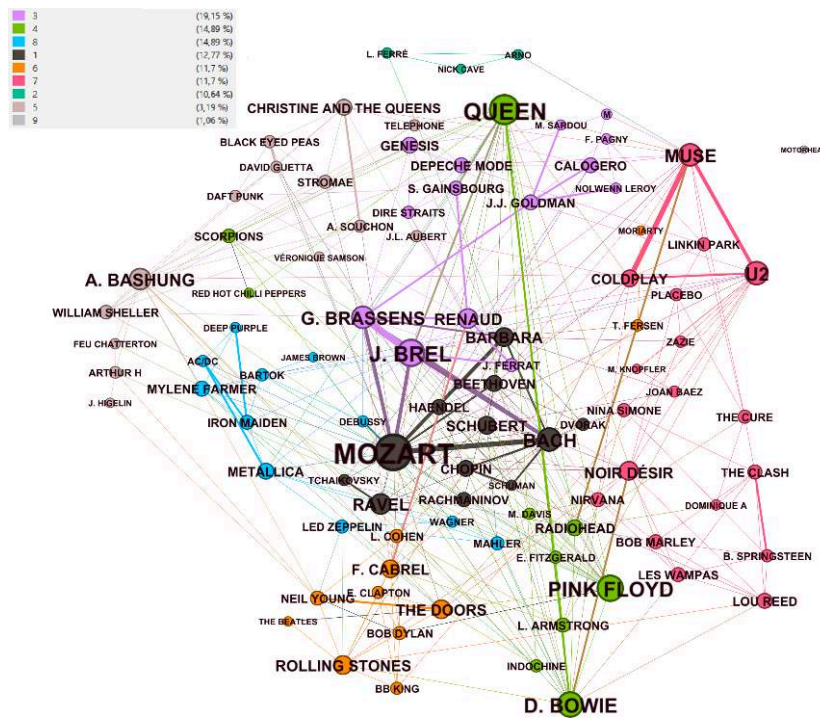 3 (19,15 %)
4 (14,89 %)
8 (14,89 %)
1 (12,77 %)
6 (11,7 %)
7 (11,7 %)
2 (10,64 %)
5 (3,19 %)
9 (1,06 %)
L. FERRÉ
ARNO
NICK CAVE
CHRISTINE AND THE QUEENS
QUEEN
M
TELEPHONE
M. SARDOU
BLACK EYED PEAS
GENESIS
F. PAGNY
MUSE
MOTORHEA
DAVID GUETTA
DEPECHE MODE
CALOGERO
STROMAE
S. GAINSBOURG
NOLWENN LEROY
DAFT PUNK
J.J. GOLDMAN
DIRE STRAITS
A. SOUCHON
MORIARTY
SCORPIONS
J.L. AUBERT
LINKIN PARK
VÉRONIQUE SAMSON
A. BASHUNG
COLDPLAY
U2
RED HOT CHILLI PEPPERS
PLACEBO
WILLIAM SHELLER
G. BRASSENS
RENAUD
T. FERSEN
DEEP PURPLE
BARBARA
ZAZIE
FEU CHATTERTON
J. BREL
AC/DC
JAMES BROWN
J. FERRAT
M. KNOPFLER
ARTHUR H
BARTOK
MYLENE FARMER
BEETHOVEN
JOAN BAEZ
J. HIGELIN
HAENDEL
NINA SIMONE
IRON MAIDEN
DEBUSSY
SCHUBERT
DVORAK
THE CURE
BACH
MOZART
METALLICA
CHOPIN
NOIR DÉSIR
THE CLASH
TCHAIKOVSKY
SCHUMAN
RAVEL
RACHMANINOV
NIRVANA
DOMINIQUE A
M. DAVIS
LED ZEPPELIN
WAGNER
RADIOHEAD
L. COHEN
MAHLER
BOB MARLEY
E. FITZGERALD
B. SPRINGSTEEN
F. CABREL
LES WAMPAS
E. CLAPTON
PINK FLOYD
NEIL YOUNG
LOU REED
THE DOORS
THE BEATLES
L. ARMSTRONG
BOB DYLAN
ROLLING STONES
INDOCHINE
BB KING
D. BOWIE